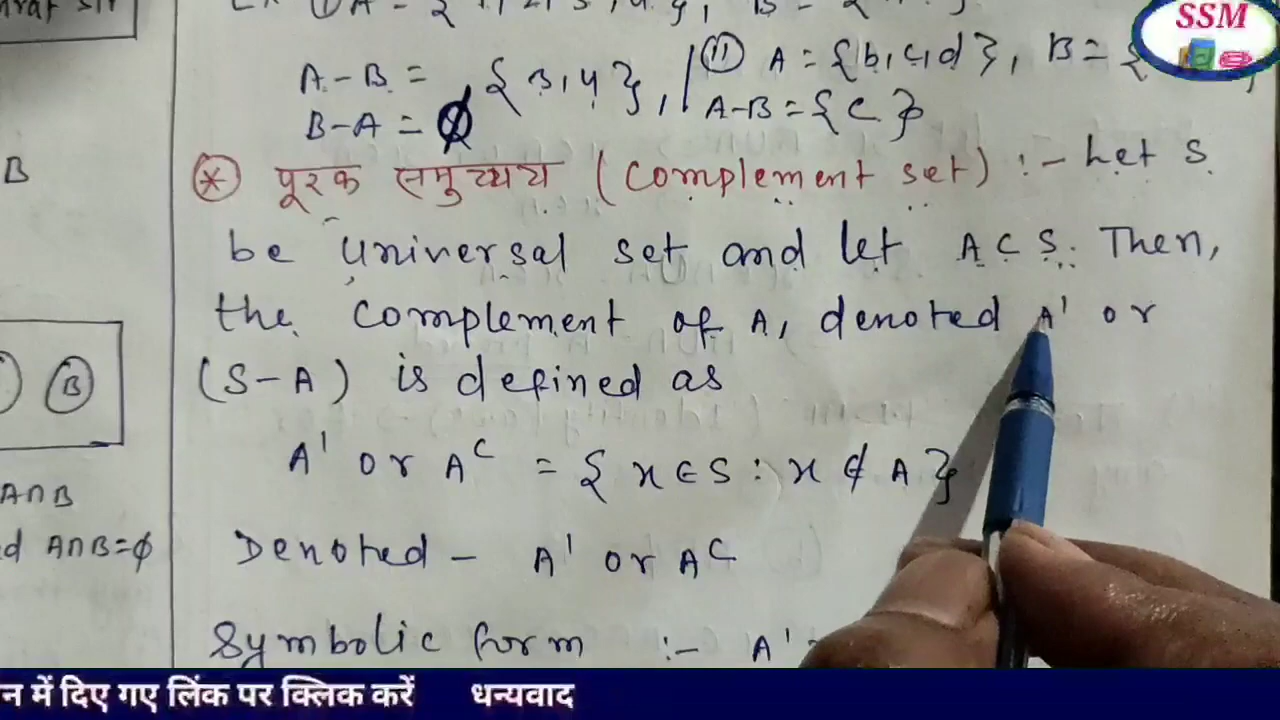 SSM
A-B = {3,4},
B-A = ϕ
(ii) A = {b,c,d}, B = {
A-B = {c}
B
(*) पूरक समुच्चय (Complement set) :- Let S
be universal set and let A ⊂ S. Then,
the complement of A, denoted A' or
(S-A) is defined as
B
A' or A^c = { x ∈ S : x ∉ A }
A∩B
A∩B=ϕ
Denoted - A' or A^c
Symbolic form :- A' =
में दिए गए लिंक पर क्लिक करें धन्यवाद